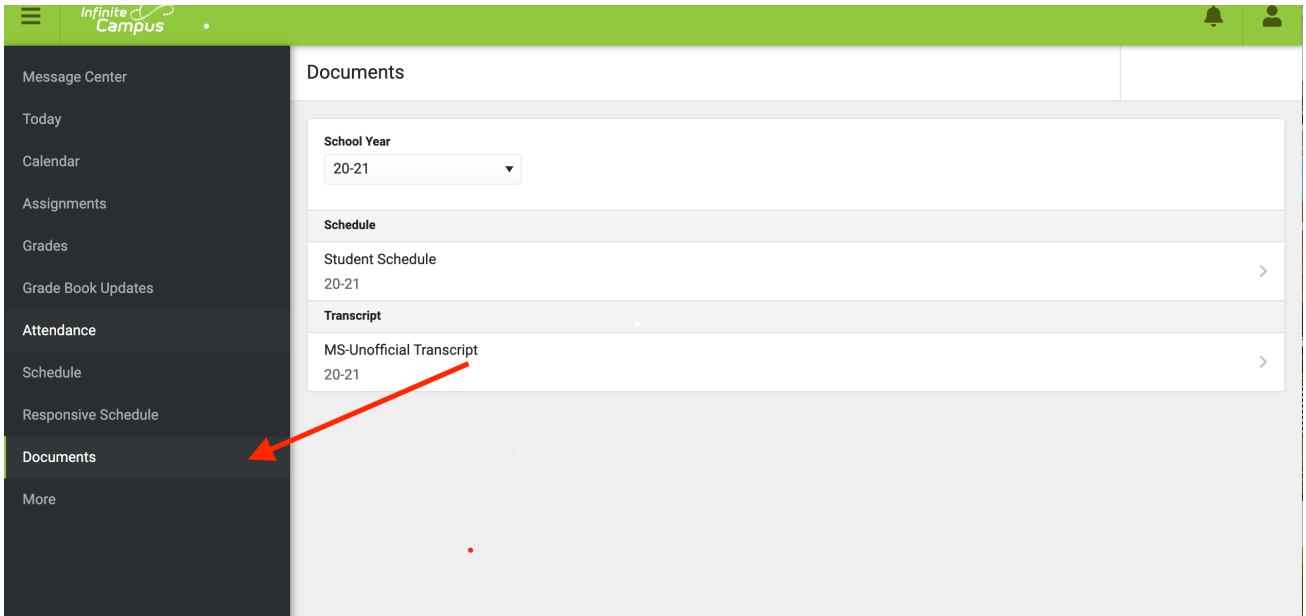 Infinite
Campus
Message Center
Today
Calendar
Assignments
Grades
Grade Book Updates
Attendance
Schedule
Responsive Schedule
Documents
More
Documents
School Year
20-21
Schedule
Student Schedule
20-21
Transcript
MS-Unofficial Transcript
20-21